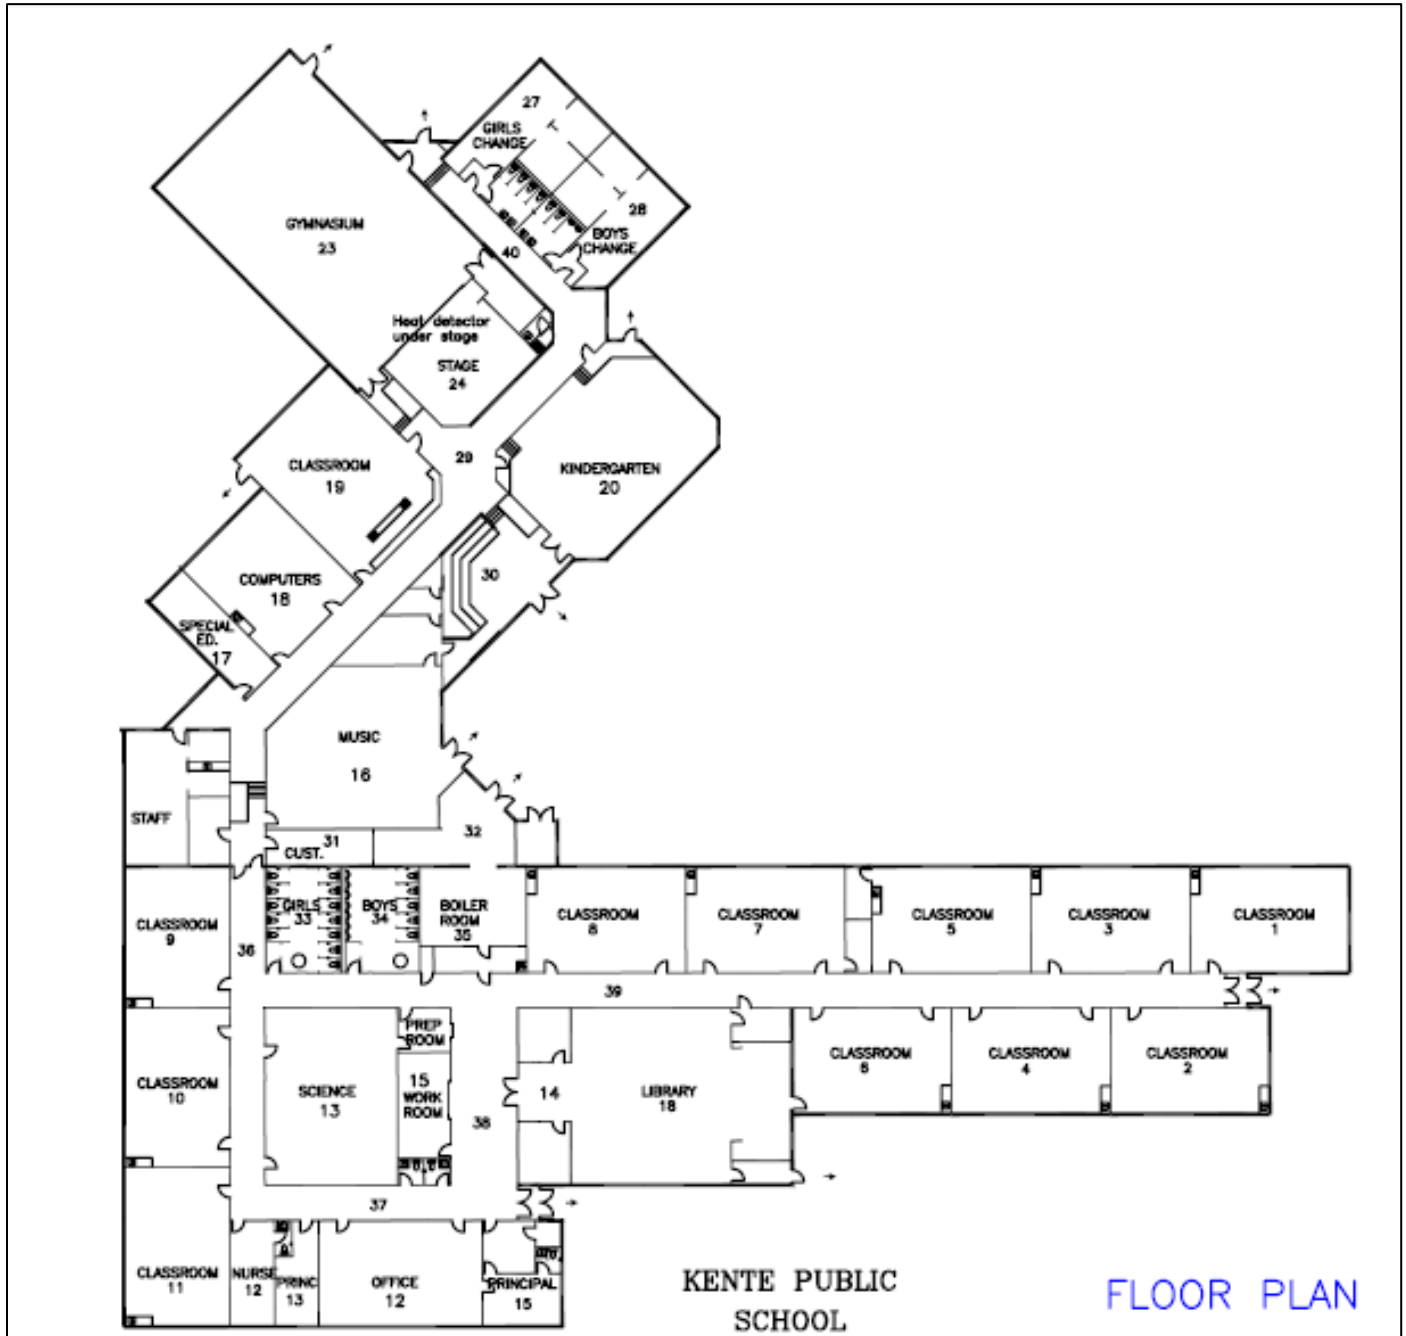 27
GIRLS
CHANGE
GYMNASIUM
23
28
BOYS
CHANGE
40
Heat detector
under stage
STAGE
24
29
CLASSROOM
19
KINDERGARTEN
20
COMPUTERS
18
30
SPECIAL
ED.
17
MUSIC
16
STAFF
31
CUST.
32
CLASSROOM
9
36
GIRLS
33
BOYS
34
BOILER
ROOM
35
CLASSROOM
8
CLASSROOM
7
CLASSROOM
5
CLASSROOM
3
CLASSROOM
1
39
CLASSROOM
10
SCIENCE
13
PREP
ROOM
15
WORK
ROOM
38
14
LIBRARY
18
CLASSROOM
6
CLASSROOM
4
CLASSROOM
2
37
CLASSROOM
11
NURSE
12
PRINC
13
OFFICE
12
PRINCIPAL
15
KENTE PUBLIC
SCHOOL
FLOOR PLAN